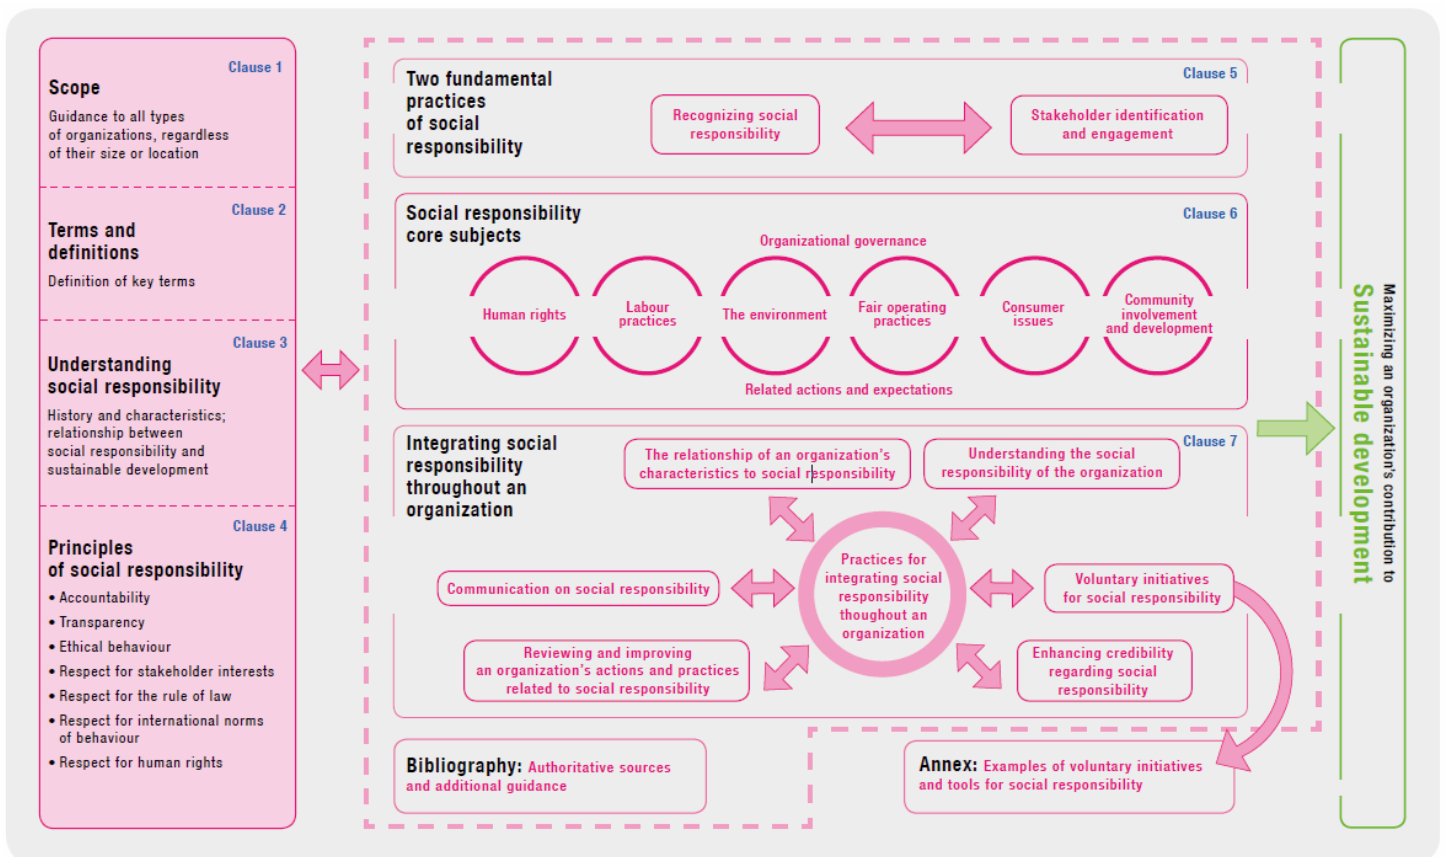 Clause 1
Scope
Guidance to all types
of organizations, regardless
of their size or location
Clause 2
Terms and
definitions
Definition of key terms
Clause 3
Understanding
social responsibility
History and characteristics;
relationship between
social responsibility and
sustainable development
Clause 4
Principles
of social responsibility
• Accountability
• Transparency
• Ethical behaviour
• Respect for stakeholder interests
• Respect for the rule of law
• Respect for international norms
of behaviour
• Respect for human rights
Two fundamental
practices
of social
responsibility
Clause 5
Recognizing social
responsibility
Stakeholder identification
and engagement
Social responsibility
core subjects
Clause 6
Organizational governance
Human rights
Labour
practices
The environment
Fair operating
practices
Consumer
issues
Community
involvement
and development
Related actions and expectations
Integrating social
responsibility
throughout an
organization
Clause 7
The relationship of an organization's
characteristics to social responsibility
Understanding the social
responsibility of the organization
Practices for
integrating social
responsibility
thoughout an
organization
Communication on social responsibility
Voluntary initiatives
for social responsibility
Reviewing and improving
an organization's actions and practices
related to social responsibility
Enhancing credibility
regarding social
responsibility
Bibliography: Authoritative sources
and additional guidance
Annex: Examples of voluntary initiatives
and tools for social responsibility
Maximizing an organization's contribution to
Sustainable development